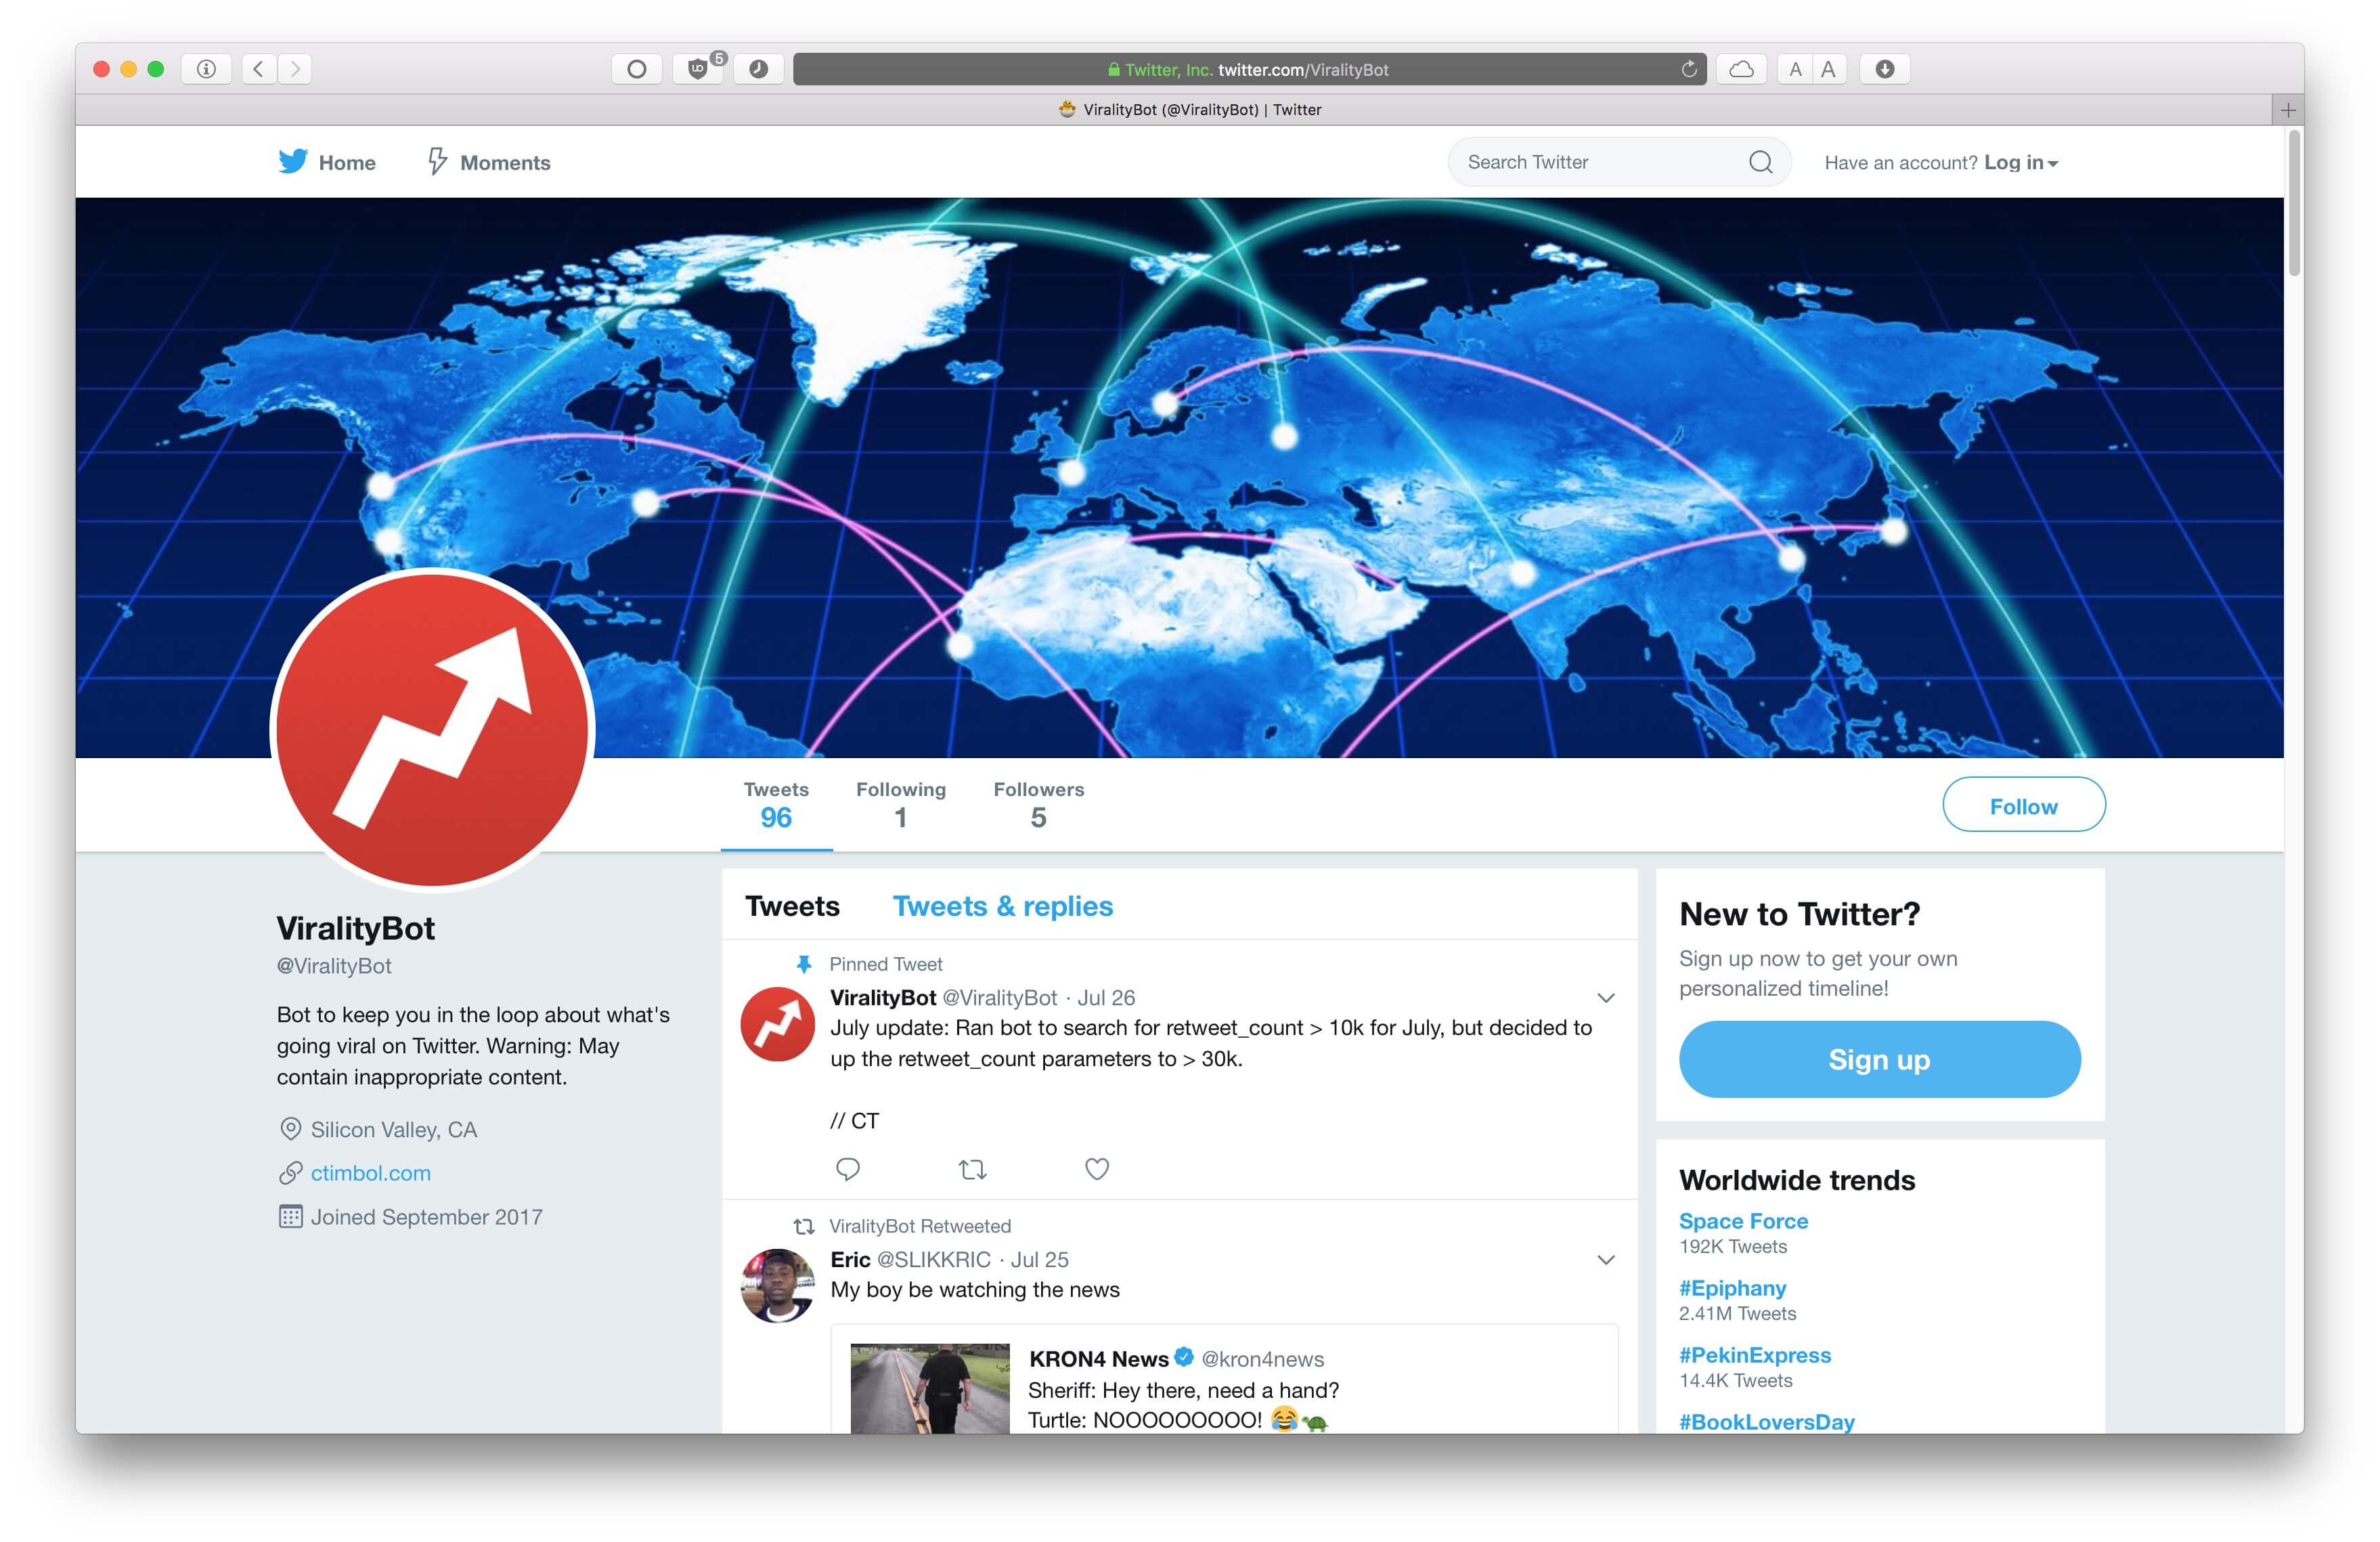 5
Twitter, Inc. twitter.com/ViralityBot
A A
ViralityBot (@ViralityBot) | Twitter
Home
Moments
Search Twitter
Have an account? Log in
Tweets
96
Following
1
Followers
5
Follow
ViralityBot
@ViralityBot
Bot to keep you in the loop about what's
going viral on Twitter. Warning: May
contain inappropriate content.
Silicon Valley, CA
ctimbol.com
Joined September 2017
Tweets
Tweets & replies
Pinned Tweet
ViralityBot @ViralityBot · Jul 26
July update: Ran bot to search for retweet_count > 10k for July, but decided to
up the retweet_count parameters to > 30k.
// CT
ViralityBot Retweeted
Eric @SLIKKRIC · Jul 25
My boy be watching the news
KRON4 News @kron4news
Sheriff: Hey there, need a hand?
Turtle: NOOOOOOOOO! 😂🐢
New to Twitter?
Sign up now to get your own
personalized timeline!
Sign up
Worldwide trends
Space Force
192K Tweets
#Epiphany
2.41M Tweets
#PekinExpress
14.4K Tweets
#BookLoversDay